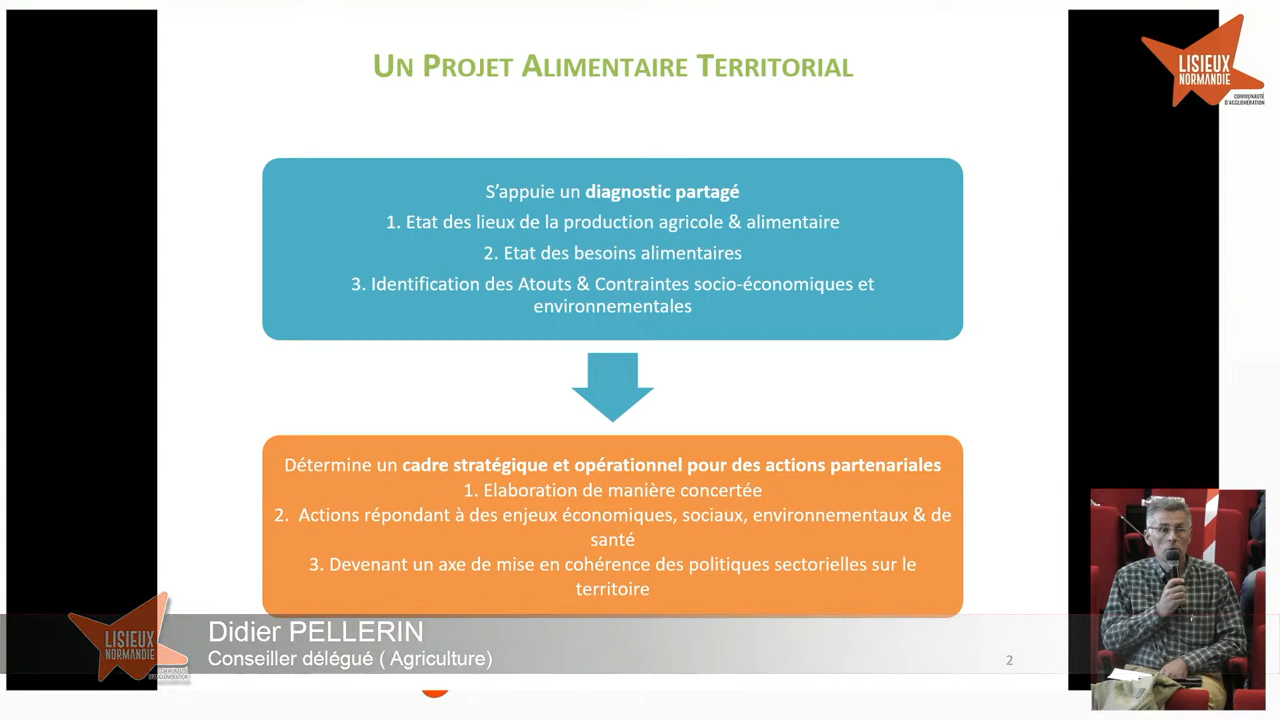 UN PROJET ALIMENTAIRE TERRITORIAL
LISIEUX
NORMANDIE
COMMUNAUTÉ
D'AGGLOMÉRATION
S'appuie un diagnostic partagé
1. Etat des lieux de la production agricole & alimentaire
2. Etat des besoins alimentaires
3. Identification des Atouts & Contraintes socio-économiques et
environnementales
Détermine un cadre stratégique et opérationnel pour des actions partenariales
1. Elaboration de manière concertée
2. Actions répondant à des enjeux économiques, sociaux, environnementaux & de
santé
3. Devenant un axe de mise en cohérence des politiques sectorielles sur le
territoire
LISIEUX
NORMANDIE
COMMUNAUTÉ
D'AGGLOMÉRATION
Didier PELLERIN
Conseiller délégué ( Agriculture)
2